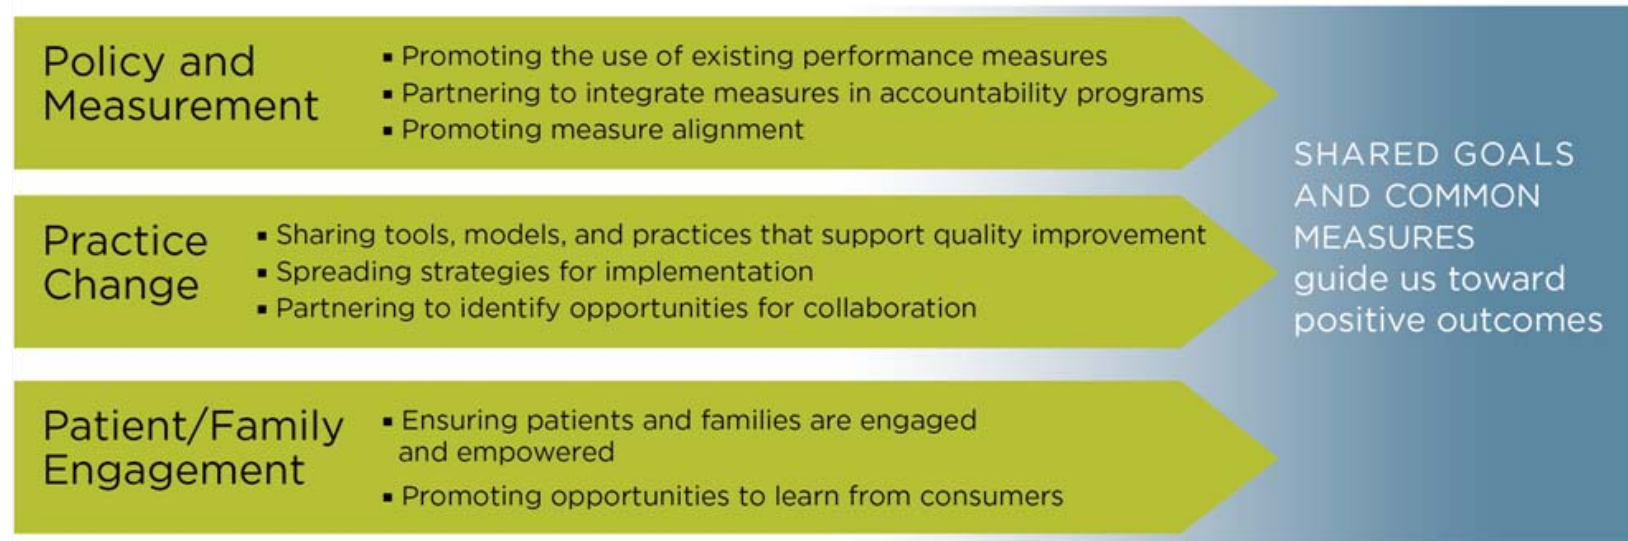 Policy and
Measurement
▪ Promoting the use of existing performance measures
▪ Partnering to integrate measures in accountability programs
▪ Promoting measure alignment
Practice
Change
▪ Sharing tools, models, and practices that support quality improvement
▪ Spreading strategies for implementation
▪ Partnering to identify opportunities for collaboration
Patient/Family
Engagement
▪ Ensuring patients and families are engaged
and empowered
▪ Promoting opportunities to learn from consumers
SHARED GOALS
AND COMMON
MEASURES
guide us toward
positive outcomes